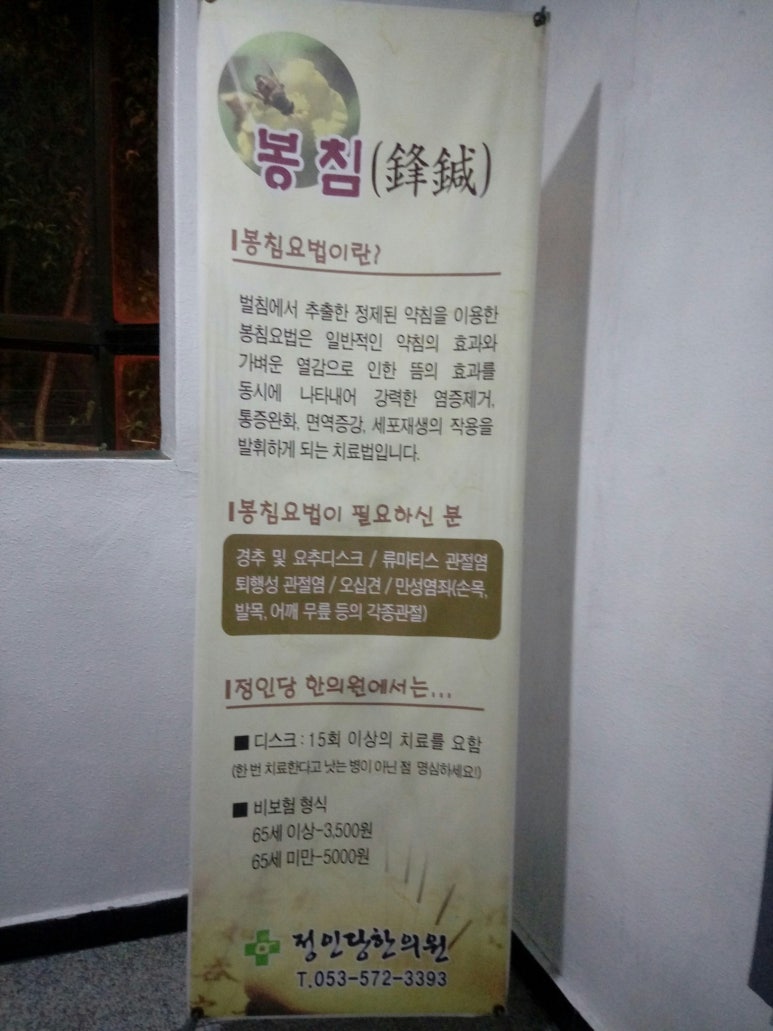 봉침(鋒鍼)
봉침요법이란?
벌침에서 추출한 정제된 약침을 이용한
봉침요법은 일반적인 약침의 효과와
가벼운 열감으로 인한 뜸의 효과를
동시에 나타내어 강력한 염증제거,
통증완화, 면역증강, 세포재생의 작용을
발휘하게 되는 치료법입니다.
봉침요법이 필요하신 분
경추 및 요추디스크 / 류마티스 관절염
퇴행성 관절염 / 오십견 / 만성염좌(손목,
발목, 어깨 무릎 등의 각종관절)
정인당 한의원에서는...
■ 디스크 : 15회 이상의 치료를 요함
(한 번 치료한다고 낫는 병이 아닌 점 명심하세요!)
■ 비보험 형식
65세 이상-3,500원
65세 미만-5000원
정인당한의원
T.053-572-3393